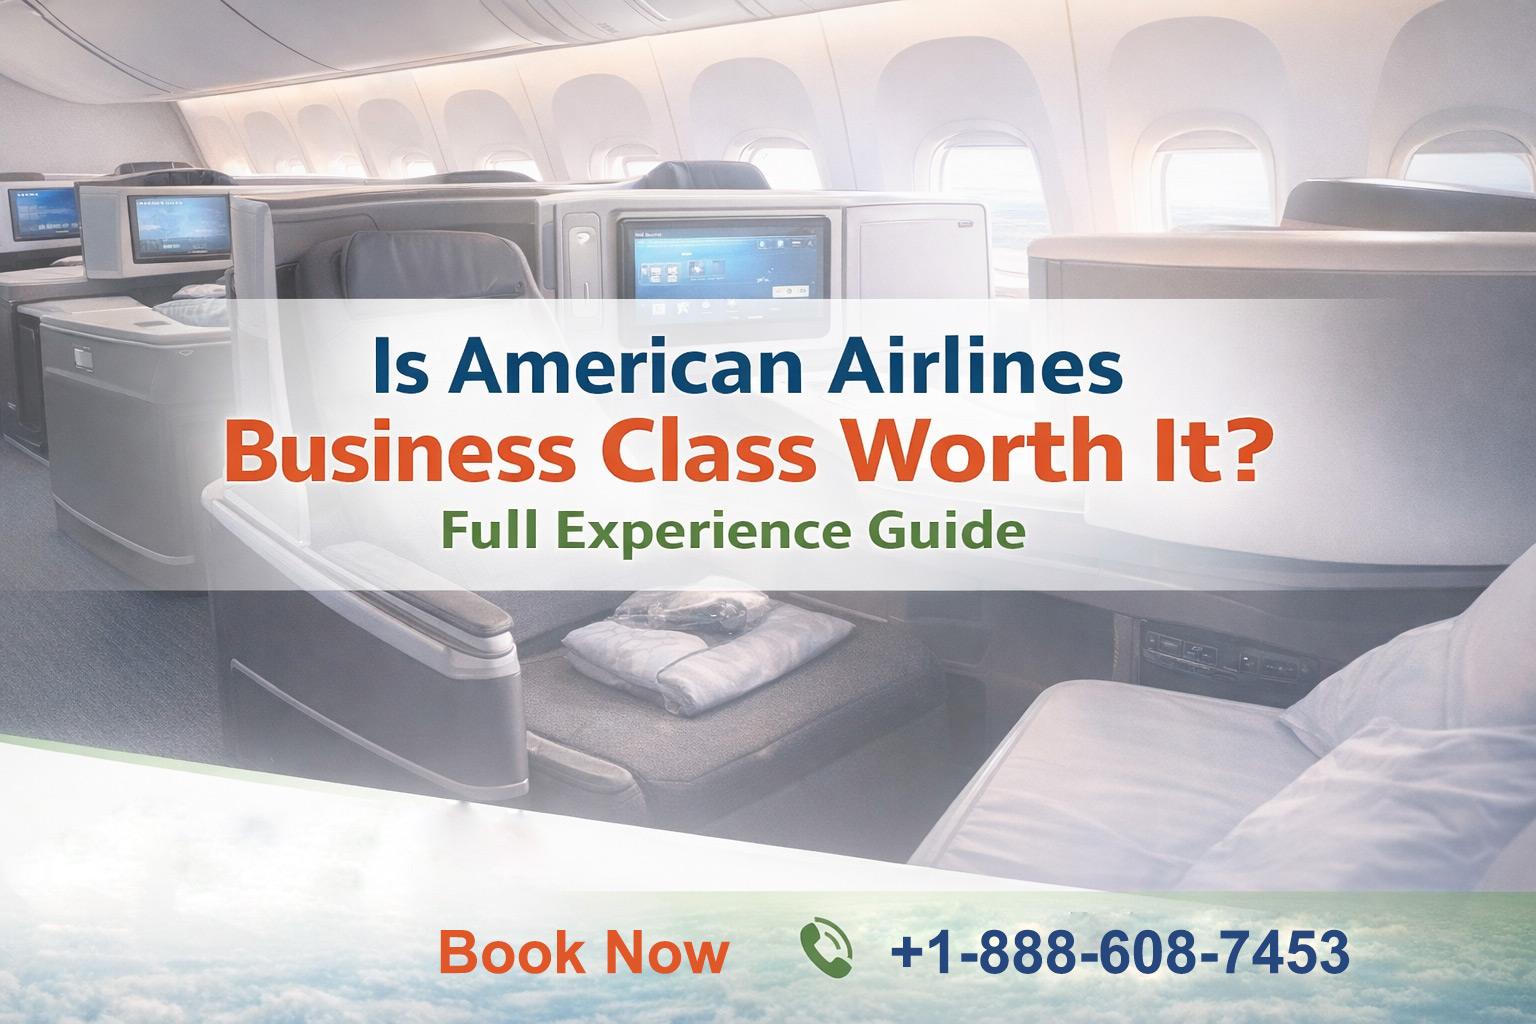 Is American Airlines
Business Class Worth It?
Full Experience Guide
Book Now
+1-888-608-7453